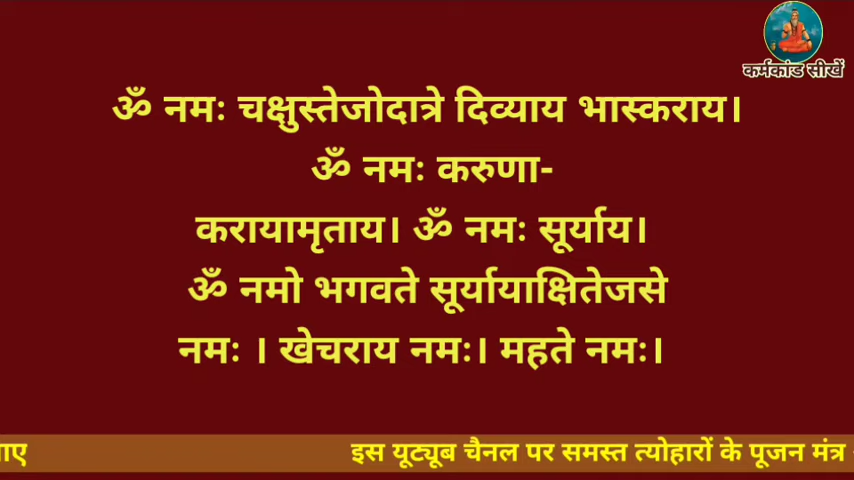 कर्मकांड सीखें
ॐ नमः चक्षुस्तेजोदात्रे दिव्याय भास्कराय।
ॐ नमः करुणा-
करायामृताय। ॐ नमः सूर्याय।
ॐ नमो भगवते सूर्यायाक्षितेजसे
नमः । खेचराय नमः। महते नमः।
इस यूट्यूब चैनल पर समस्त त्योहारों के पूजन मंत्र